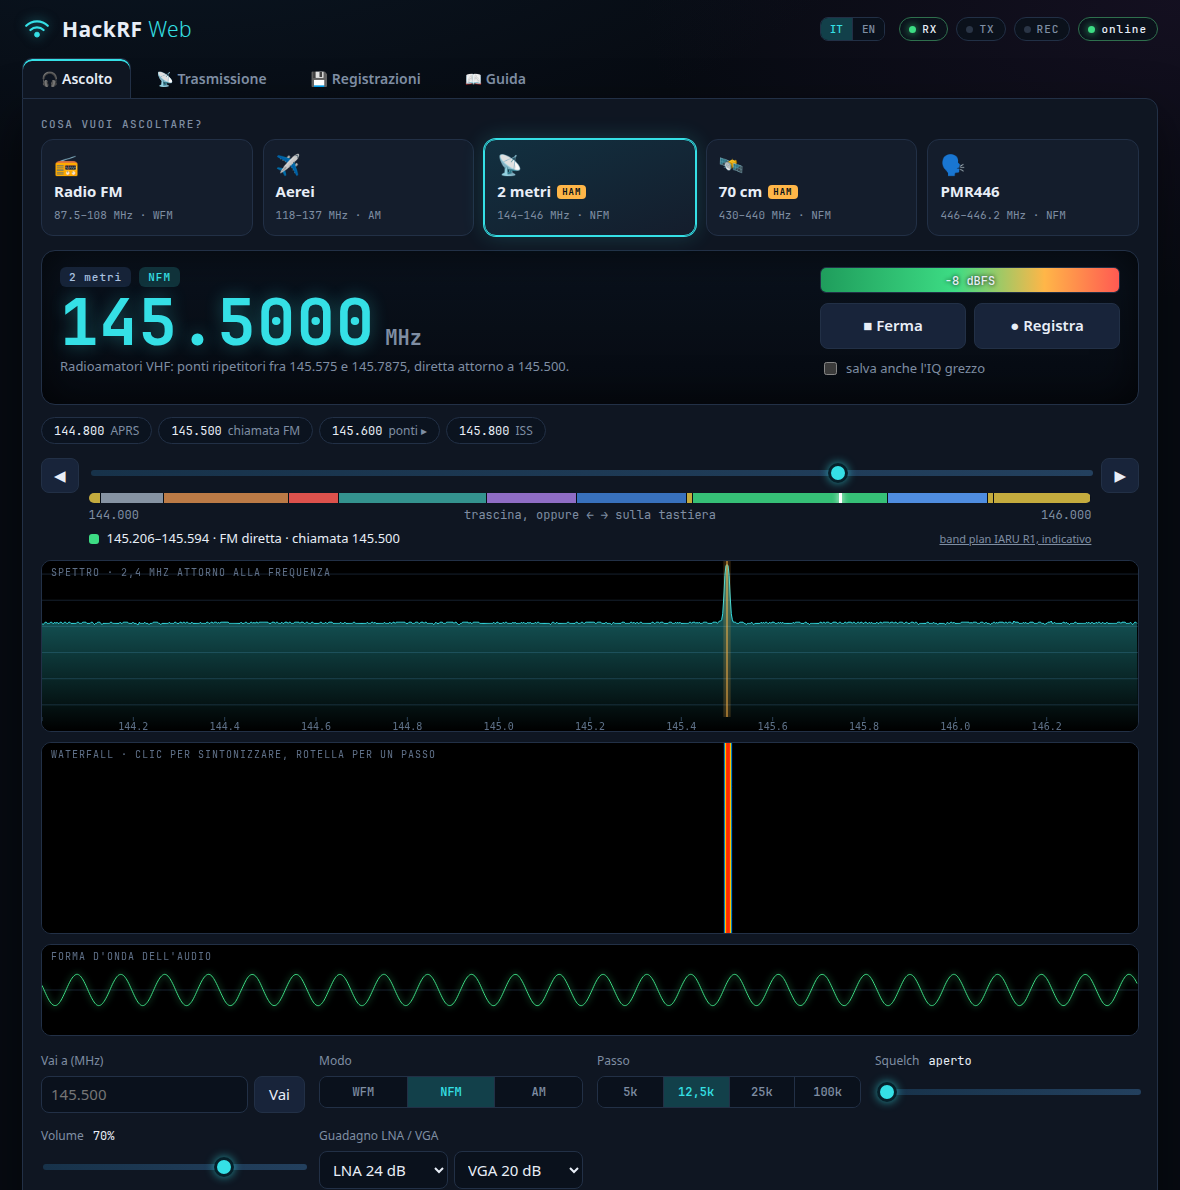 HackRF Web
IT EN RX TX REC online
Ascolto Trasmissione Registrazioni Guida
COSA VUOI ASCOLTARE?
Radio FM
87.5–108 MHz · WFM
Aerei
118–137 MHz · AM
2 metri HAM
144–146 MHz · NFM
70 cm HAM
430–440 MHz · NFM
PMR446
446–446.2 MHz · NFM
2 metri NFM
145.5000 MHz
Radioamatori VHF: ponti ripetitori fra 145.575 e 145.7875, diretta attorno a 145.500.
-8 dBFS
■ Ferma ● Registra
salva anche l'IQ grezzo
144.800 APRS 145.500 chiamata FM 145.600 ponti ▸ 145.800 ISS
◀ ▶
144.000 trascina, oppure ← → sulla tastiera 146.000
145.206–145.594 · FM diretta · chiamata 145.500 band plan IARU R1, indicativo
SPETTRO · 2,4 MHZ ATTORNO ALLA FREQUENZA
144.2 144.4 144.6 144.8 145.0 145.2 145.4 145.6 145.8 146.0 146.2
WATERFALL · CLIC PER SINTONIZZARE, ROTELLA PER UN PASSO
FORMA D'ONDA DELL'AUDIO
Vai a (MHz) Modo Passo Squelch aperto
145.500 Vai WFM NFM AM 5k 12,5k 25k 100k
Volume 70% Guadagno LNA / VGA
LNA 24 dB VGA 20 dB